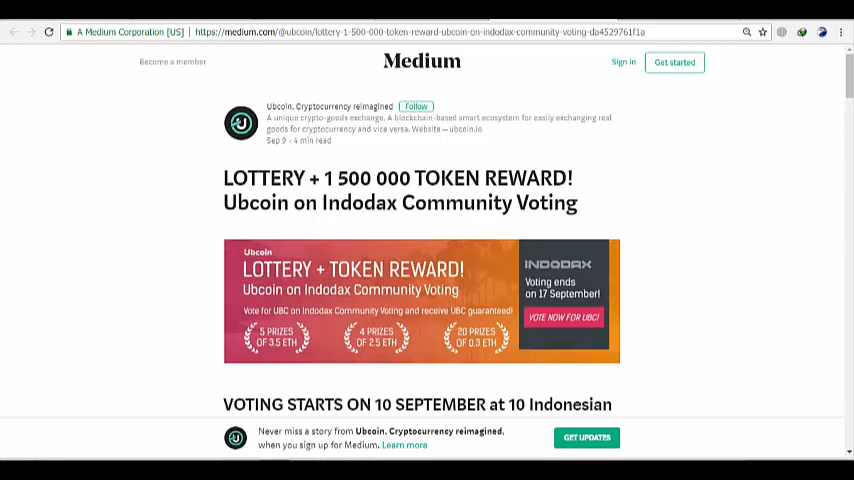 A Medium Corporation [US] https://medium.com/@ubcoin/lottery-1-500-000-token-reward-ubcoin-on-indodax-community-voting-da4529761f1a
Become a member
Medium
Sign in
Get started
Ubcoin. Cryptocurrency reimagined Follow
A unique crypto-goods exchange. A blockchain-based smart ecosystem for easily exchanging real
goods for cryptocurrency and vice versa. Website — ubcoin.io
Sep 9 · 4 min read
LOTTERY + 1 500 000 TOKEN REWARD!
Ubcoin on Indodax Community Voting
Ubcoin
LOTTERY + TOKEN REWARD!
Ubcoin on Indodax Community Voting
Vote for UBC on Indodax Community Voting and receive UBC guaranteed!
5 PRIZES
OF 3.5 ETH
4 PRIZES
OF 2.5 ETH
20 PRIZES
OF 0.3 ETH
INDODAX
Voting ends
on 17 September!
VOTE NOW FOR UBC!
VOTING STARTS ON 10 SEPTEMBER at 10 Indonesian
Never miss a story from Ubcoin. Cryptocurrency reimagined,
when you sign up for Medium. Learn more
GET UPDATES